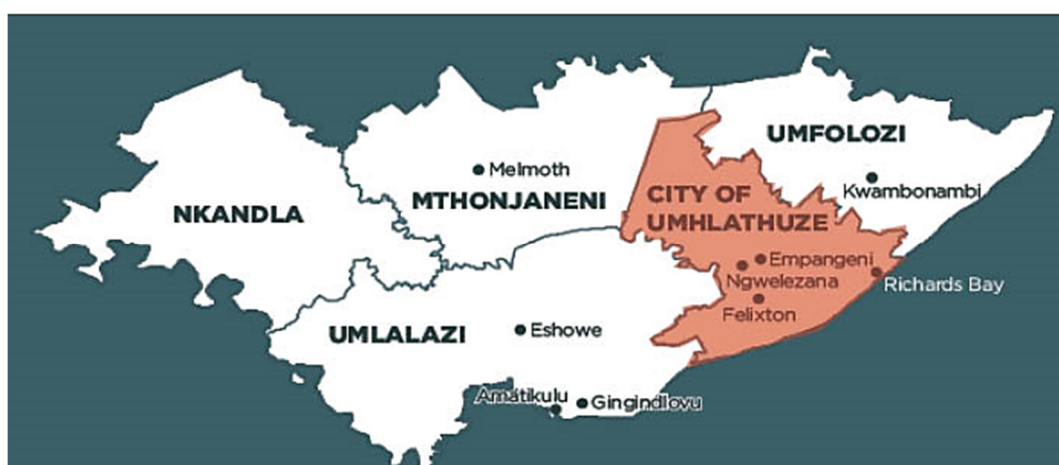 UMFOLOZI
Melmoth
Kwambonambi
MTHONJANENI
CITY OF
UMHLATHUZE
NKANDLA
Empangeni
Ngwelezana
Richards Bay
Felixton
UMLALAZI
Eshowe
Amatikulu
Gingindlovu